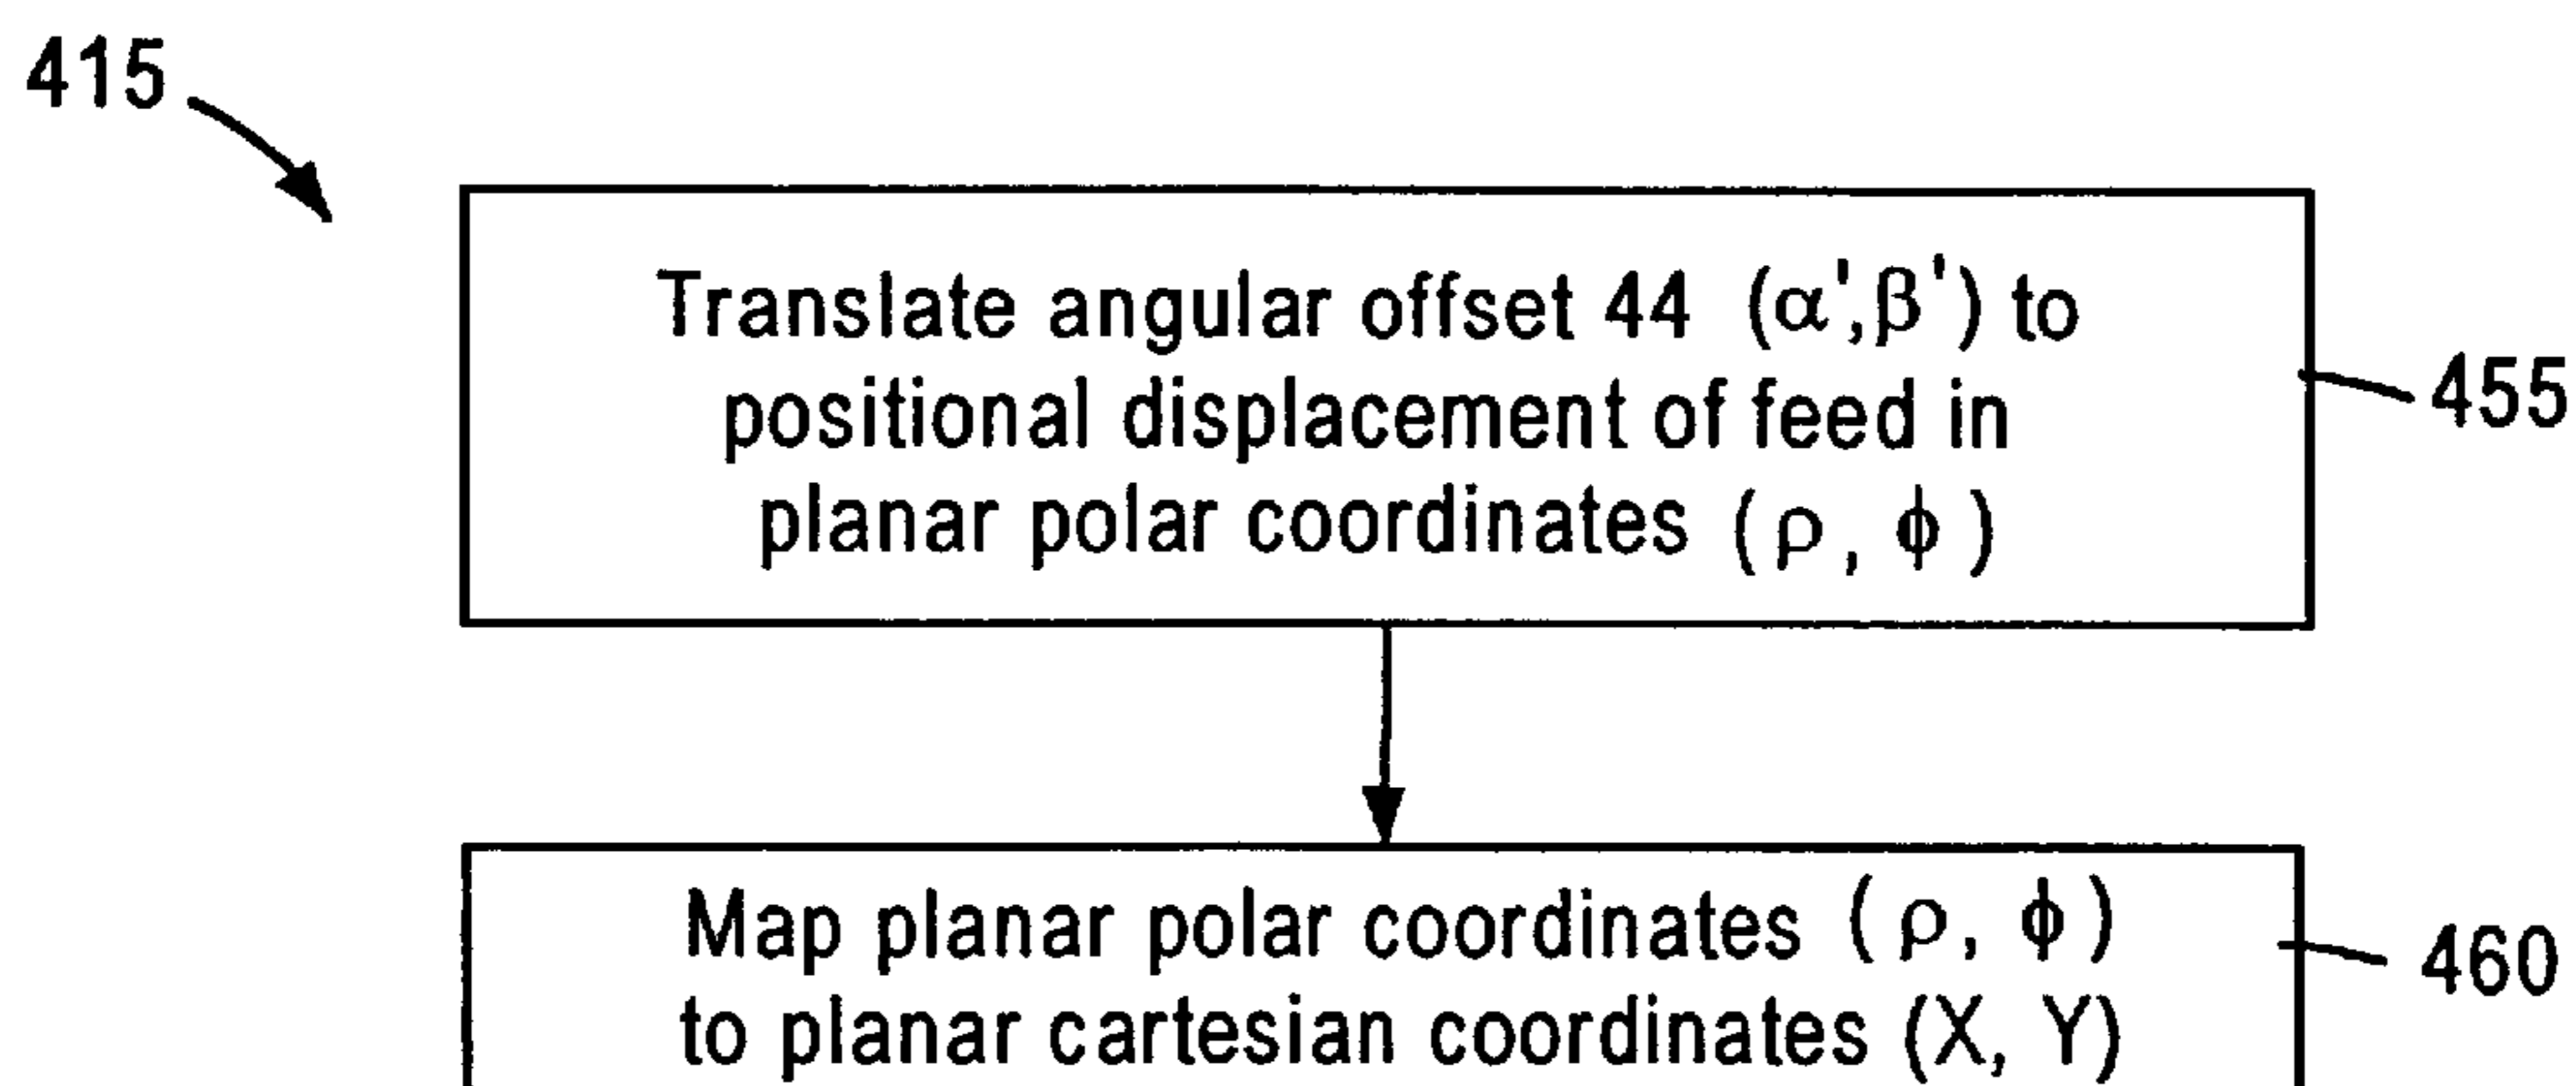 415
Translate angular offset 44 (α',β') to
positional displacement of feed in
planar polar coordinates (ρ, ϕ)
455
Map planar polar coordinates (ρ, ϕ)
to planar cartesian coordinates (X, Y)
460